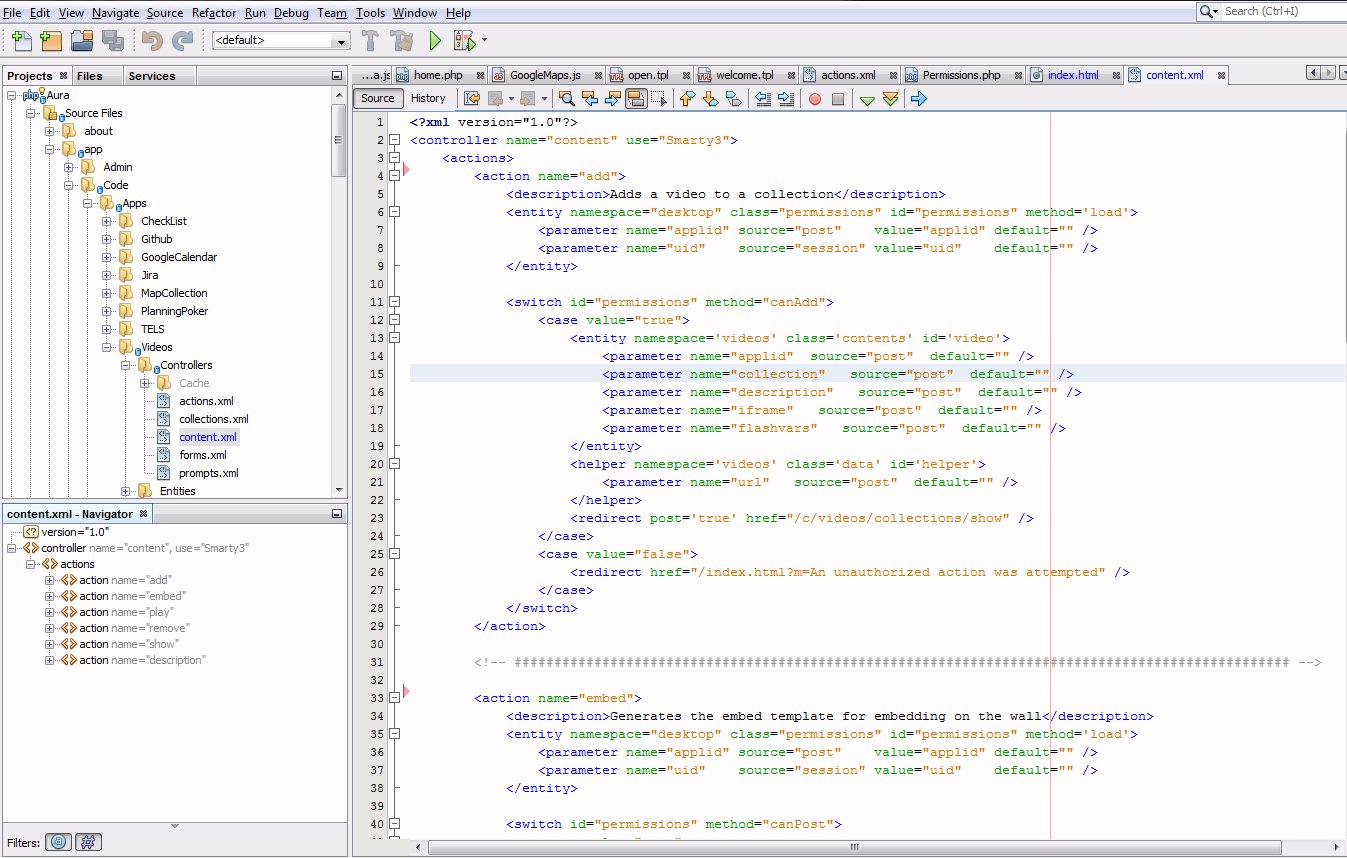 File Edit View Navigate Source Refactor Run Debug Team Tools Window Help
Search (Ctrl+I)
<default>
Projects Files Services
Aura
Source Files
about
app
Admin
Code
Apps
CheckList
Github
GoogleCalendar
Jira
MapCollection
PlanningPoker
TELS
Videos
Controllers
Cache
actions.xml
collections.xml
content.xml
forms.xml
prompts.xml
Entities
content.xml - Navigator
version="1.0"
controller name="content", use="Smarty3"
actions
action name="add"
action name="embed"
action name="play"
action name="remove"
action name="show"
action name="description"
Filters:
...a.js home.php GoogleMaps.js open.tpl welcome.tpl actions.xml Permissions.php index.html content.xml
Source History
1 <?xml version="1.0"?>
2 <controller name="content" use="Smarty3">
3 <actions>
4 <action name="add">
5 <description>Adds a video to a collection</description>
6 <entity namespace="desktop" class="permissions" id="permissions" method='load'>
7 <parameter name="applid" source="post" value="applid" default="" />
8 <parameter name="uid" source="session" value="uid" default="" />
9 </entity>
10
11 <switch id="permissions" method="canAdd">
12 <case value="true">
13 <entity namespace='videos' class='contents' id='video'>
14 <parameter name="applid" source="post" default="" />
15 <parameter name="collection" source="post" default="" />
16 <parameter name="description" source="post" default="" />
17 <parameter name="iframe" source="post" default="" />
18 <parameter name="flashvars" source="post" default="" />
19 </entity>
20 <helper namespace='videos' class='data' id='helper'>
21 <parameter name="url" source="post" default="" />
22 </helper>
23 <redirect post='true' href="/c/videos/collections/show" />
24 </case>
25 <case value="false">
26 <redirect href="/index.html?m=An unauthorized action was attempted" />
27 </case>
28 </switch>
29 </action>
30
31 <!-- ################################################################################################# -->
32
33 <action name="embed">
34 <description>Generates the embed template for embedding on the wall</description>
35 <entity namespace="desktop" class="permissions" id="permissions" method='load'>
36 <parameter name="applid" source="post" value="applid" default="" />
37 <parameter name="uid" source="session" value="uid" default="" />
38 </entity>
39
40 <switch id="permissions" method="canPost">